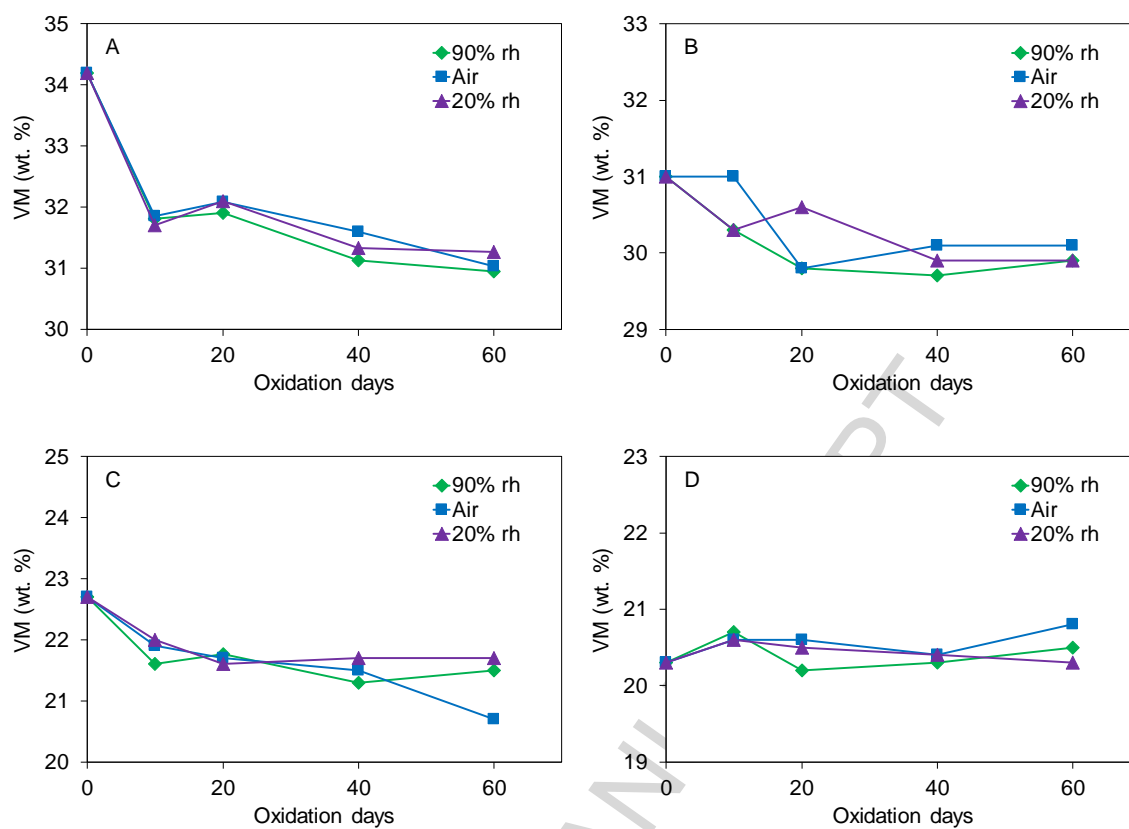 A
90% rh
Air
20% rh
VM (wt. %)
35
34
33
32
31
30
0 20 40 60
Oxidation days
B
90% rh
Air
20% rh
VM (wt. %)
33
32
31
30
29
0 20 40 60
Oxidation days
C
90% rh
Air
20% rh
VM (wt. %)
25
24
23
22
21
20
0 20 40 60
Oxidation days
D
90% rh
Air
20% rh
VM (wt. %)
23
22
21
20
19
0 20 40 60
Oxidation days